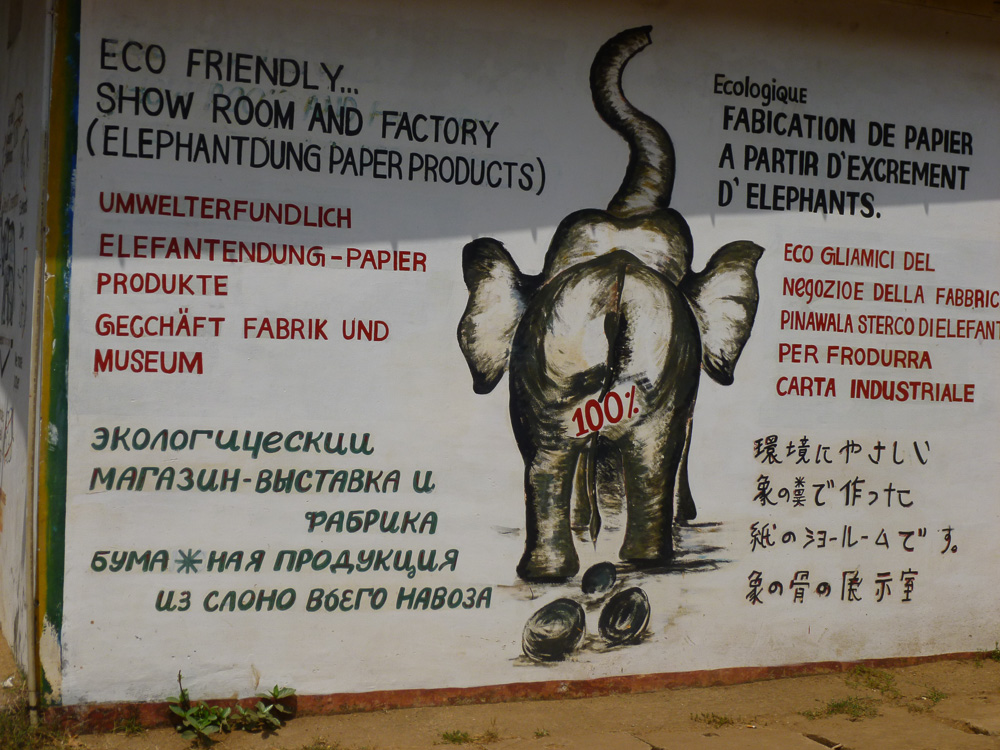 ECO FRIENDLY...
SHOW ROOM AND FACTORY
(ELEPHANTDUNG PAPER PRODUCTS)
UMWELTERFUNDLICH
ELEFANTENDUNG-PAPIER
PRODUKTE
GEGCHÄFT FABRIK UND
MUSEUM
ЭКОЛОГИЦЕСКИИ
МАГАЗИН-ВЫСТАВКА И
ФАБРИКА
БУМАЖНАЯ ПРОДУКЦИЯ
ИЗ СЛОНО ВЬЕГО НАВОЗА
100%
Ecologique
FABICATION DE PAPIER
A PARTIR D'EXCREMENT
D' ELEPHANTS.
ECO GLIAMICI DEL
NegOZIOE DELLA FABBRIC
PINAWALA STERCO DI ELEFANT
PER FRODURRA
CARTA INDUSTRIALE
環境にやさしい
象の糞で作った
紙のショールームです。
象の骨の展示室